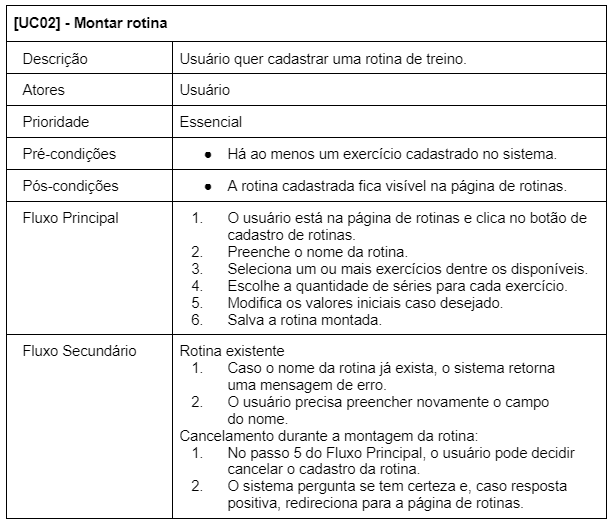 [UC02] - Montar rotina
Descrição
Usuário quer cadastrar uma rotina de treino.
Atores
Usuário
Prioridade
Essencial
Pré-condições
● Há ao menos um exercício cadastrado no sistema.
Pós-condições
● A rotina cadastrada fica visível na página de rotinas.
Fluxo Principal
1. O usuário está na página de rotinas e clica no botão de
cadastro de rotinas.
2. Preenche o nome da rotina.
3. Seleciona um ou mais exercícios dentre os disponíveis.
4. Escolhe a quantidade de séries para cada exercício.
5. Modifica os valores iniciais caso desejado.
6. Salva a rotina montada.
Fluxo Secundário
Rotina existente
1. Caso o nome da rotina já exista, o sistema retorna
uma mensagem de erro.
2. O usuário precisa preencher novamente o campo
do nome.
Cancelamento durante a montagem da rotina:
1. No passo 5 do Fluxo Principal, o usuário pode decidir
cancelar o cadastro da rotina.
2. O sistema pergunta se tem certeza e, caso resposta
positiva, redireciona para a página de rotinas.